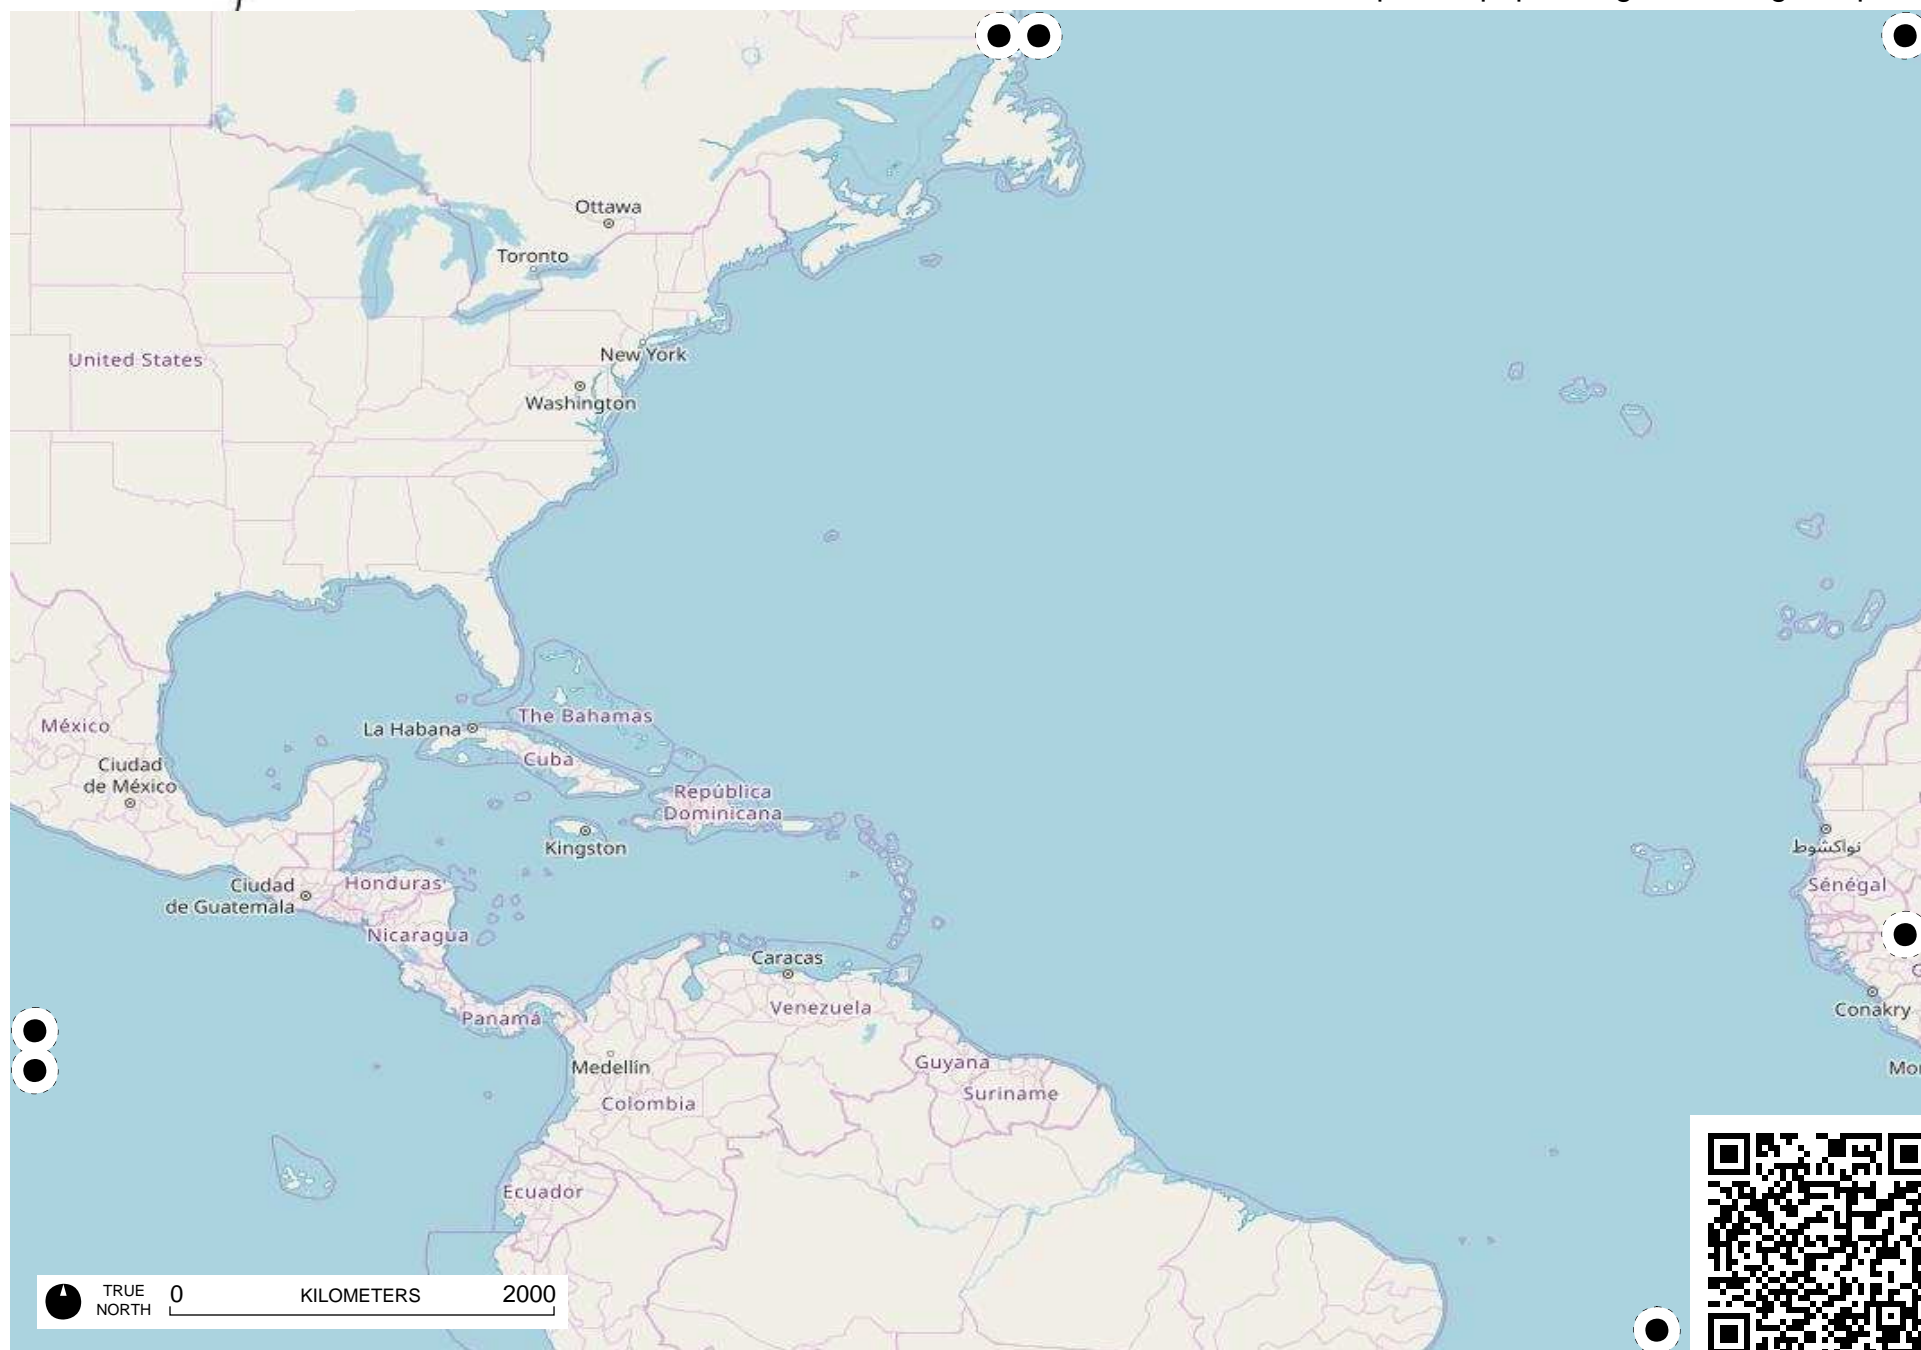 Ottawa
Toronto
New York
United States
Washington
México
La Habana
The Bahamas
Cuba
Ciudad
de México
República
Dominicana
Kingston
نواكشوط
Ciudad
de Guatemala
Honduras
Sénégal
Nicaragua
Caracas
Venezuela
Panamá
Conakry
Medellín
Guyana
Colombia
Suriname
Ecuador
TRUE
NORTH
0 KILOMETERS 2000